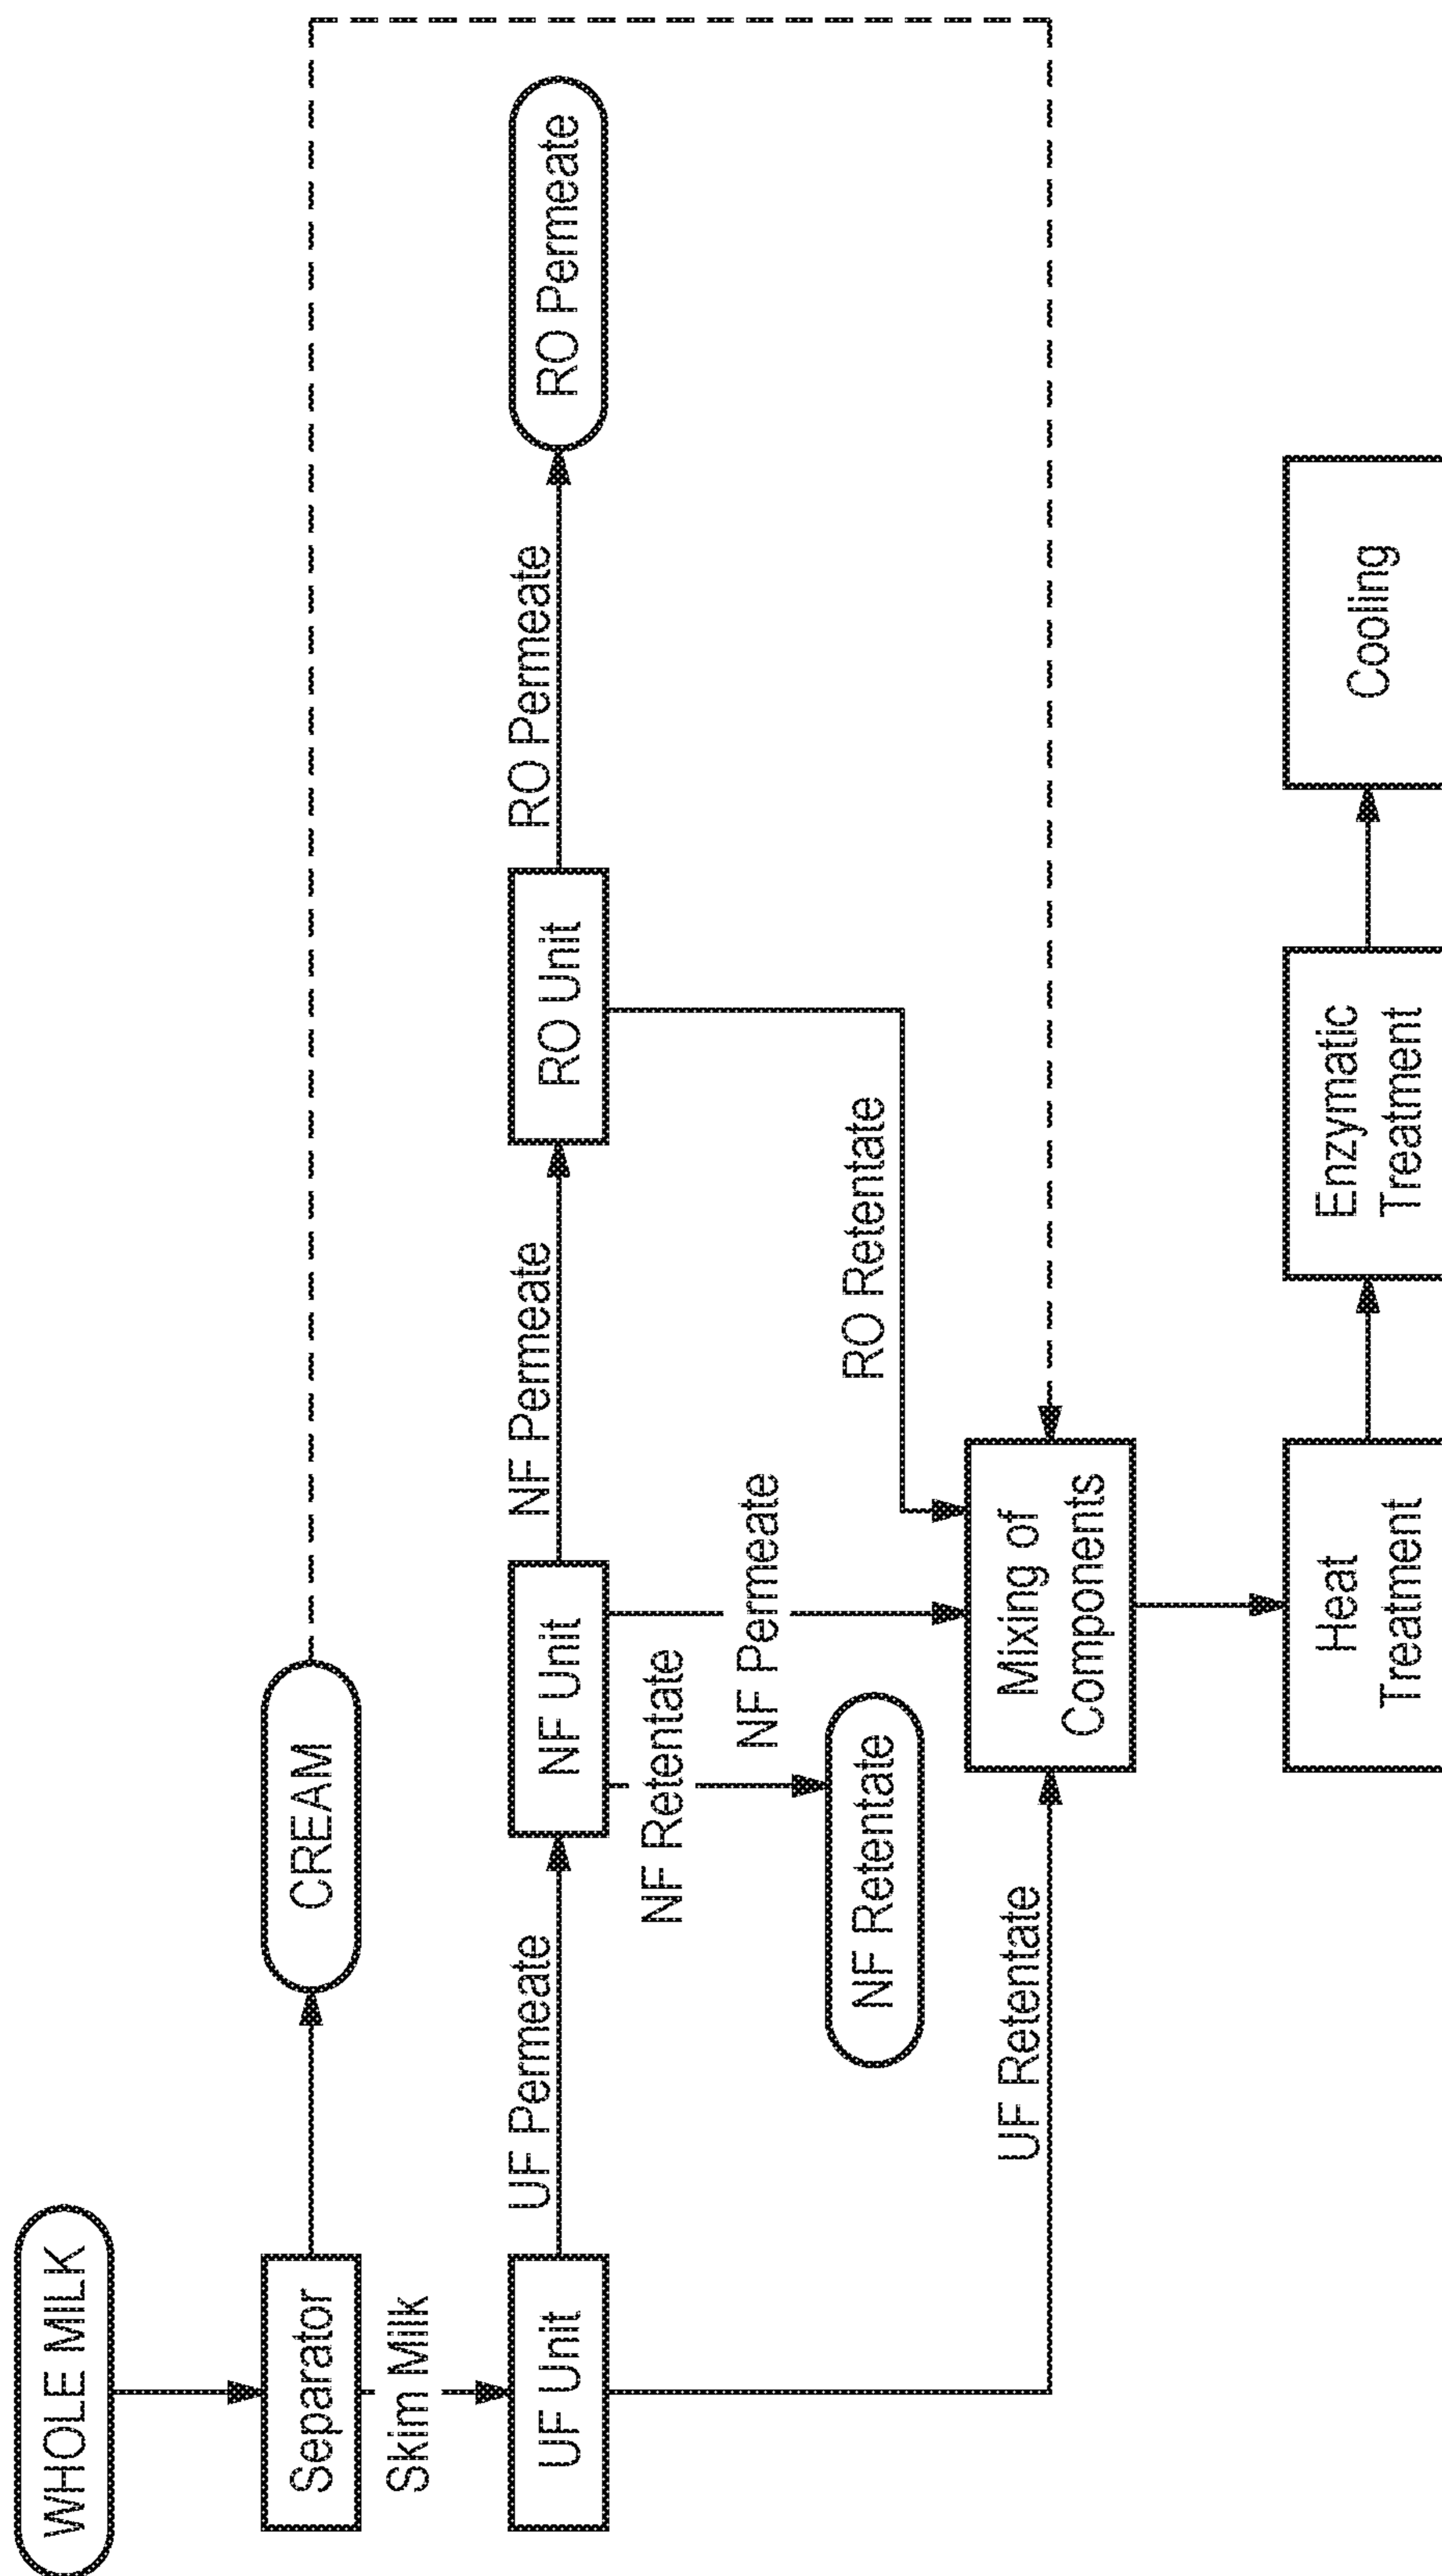 WHOLE MILK
Separator
CREAM
Skim Milk
UF Unit
UF Permeate
NF Unit
NF Permeate
RO Unit
RO Permeate
RO Permeate
NF Retentate
NF Permeate
RO Retentate
NF Retentate
UF Retentate
Mixing of
Components
Heat
Treatment
Enzymatic
Treatment
Cooling